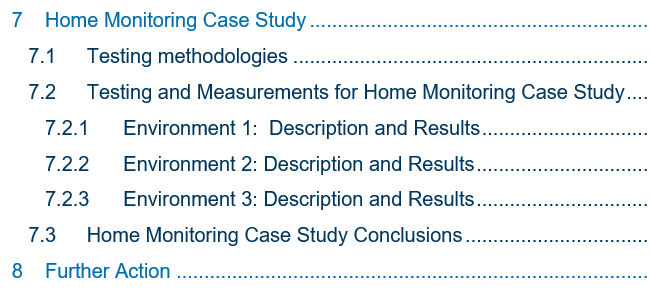 7 Home Monitoring Case Study ............................................................
7.1 Testing methodologies ...............................................................
7.2 Testing and Measurements for Home Monitoring Case Study....
7.2.1 Environment 1:  Description and Results..............................
7.2.2 Environment 2: Description and Results...............................
7.2.3 Environment 3: Description and Results...............................
7.3 Home Monitoring Case Study Conclusions.................................
8 Further Action .....................................................................................